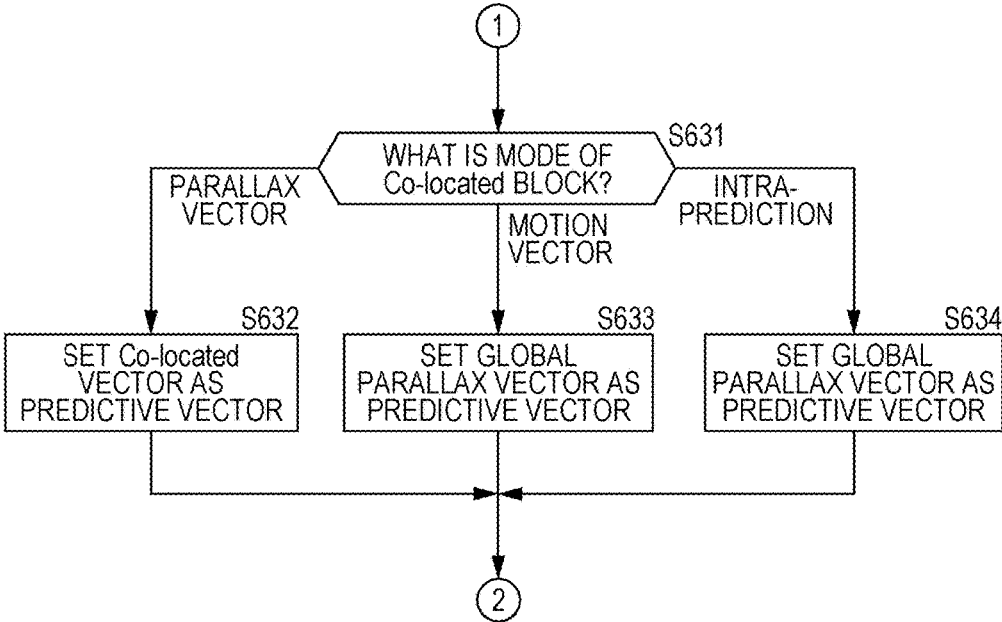 1
S631
WHAT IS MODE OF
Co-located BLOCK?
PARALLAX
VECTOR
MOTION
VECTOR
INTRA-
PREDICTION
S632
SET Co-located
VECTOR AS
PREDICTIVE VECTOR
S633
SET GLOBAL
PARALLAX VECTOR AS
PREDICTIVE VECTOR
S634
SET GLOBAL
PARALLAX VECTOR AS
PREDICTIVE VECTOR
2